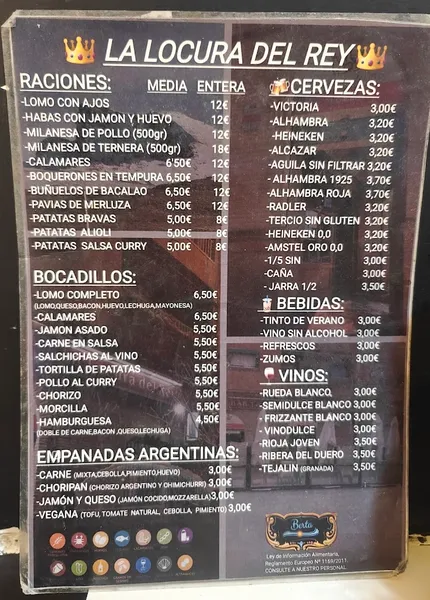 LA LOCURA DEL REY
RACIONES: MEDIA ENTERA
-LOMO CON AJOS 12€
-HABAS CON JAMON Y HUEVO 12€
-MILANESA DE POLLO (500gr) 12€
-MILANESA DE TERNERA (500gr) 18€
-CALAMARES 6'50€ 12€
-BOQUERONES EN TEMPURA 6,50€ 12€
-BUÑUELOS DE BACALAO 6,50€ 12€
-PAVIAS DE MERLUZA 6,50€ 12€
-PATATAS BRAVAS 5,00€ 8€
-PATATAS ALIOLI 5,00€ 8€
-PATATAS SALSA CURRY 5,00€ 8€
BOCADILLOS:
-LOMO COMPLETO 6,50€
(LOMO,QUESO,BACON,HUEVO,LECHUGA,MAYONESA)
-CALAMARES 6,50€
-JAMON ASADO 5,50€
-CARNE EN SALSA 5,50€
-SALCHICHAS AL VINO 5,50€
-TORTILLA DE PATATAS 5,50€
-POLLO AL CURRY 5,50€
-CHORIZO 5,50€
-MORCILLA 5,50€
-HAMBURGUESA 4,50€
(DOBLE DE CARNE,BACON ,QUESO,LECHUGA)
EMPANADAS ARGENTINAS:
-CARNE (MIXTA,CEBOLLA,PIMIENTO,HUEVO) 3,00€
-CHORIPAN (CHORIZO ARGENTINO Y CHIMICHURRI) 3,00€
-JAMÓN Y QUESO (JAMÓN COCIDO,MOZZARELLA) 3,00€
-VEGANA (TOFU, TOMATE NATURAL, CEBOLLA, PIMIENTO) 3,00€
CERVEZAS:
-VICTORIA 3,00€
-ALHAMBRA 3,20€
-HEINEKEN 3,20€
-ALCAZAR 3,20€
-AGUILA SIN FILTRAR 3,20€
-ALHAMBRA 1925 3,70€
-ALHAMBRA ROJA 3,70€
-RADLER 3,20€
-TERCIO SIN GLUTEN 3,20€
-HEINEKEN 0,0 3,20€
-AMSTEL ORO 0,0 3,20€
-1/5 SIN 3,00€
-CAÑA 3,00€
- JARRA 1/2 3,50€
BEBIDAS:
-TINTO DE VERANO 3,00€
-VINO SIN ALCOHOL 3,00€
-REFRESCOS 3,00€
-ZUMOS 3,00€
VINOS:
-RUEDA BLANCO 3,00€
-SEMIDULCE BLANCO 3,00€
- FRIZZANTE BLANCO 3,00€
- VINODULCE 3,00€
-RIOJA JOVEN 3,50€
-RIBERA DEL DUERO 3,50€
-TEJALIN (GRANADA) 3,50€
Berta
Ley de Información Alimentaria,
Reglamento Europeo Nº 1169/2011
CONSULTE A NUESTRO PERSONAL